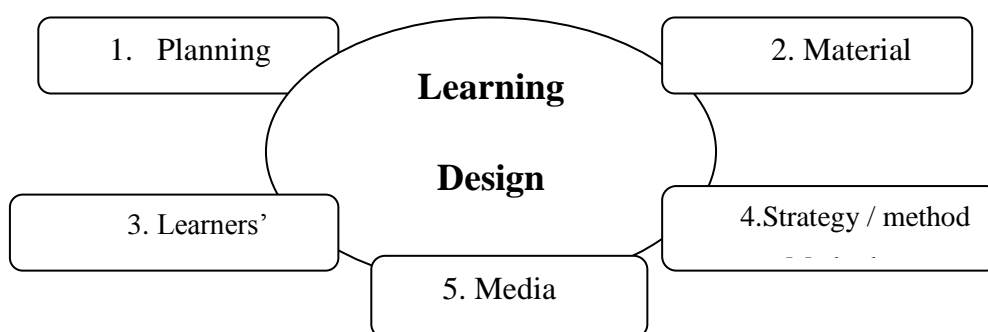 1. Planning
2. Material
Learning
Design
3. Learners’
4.Strategy / method
5. Media